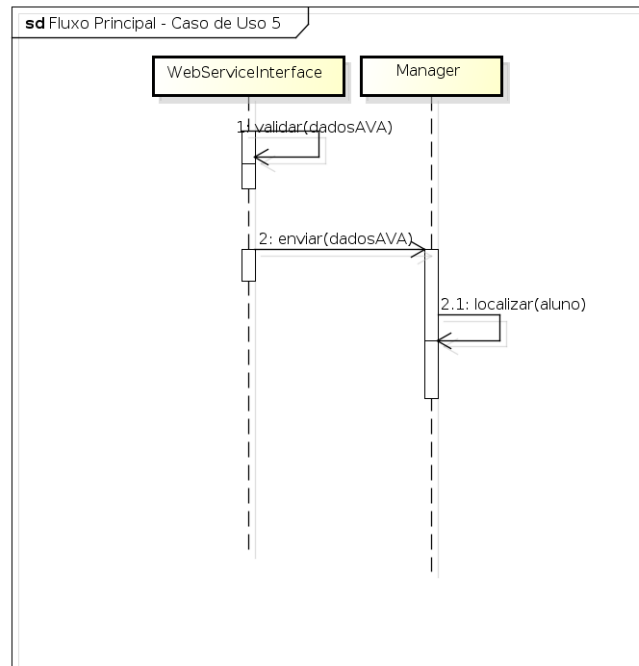 sd Fluxo Principal - Caso de Uso 5
WebServiceInterface
Manager
1: validar(dadosAVA)
2: enviar(dadosAVA)
2.1: localizar(aluno)